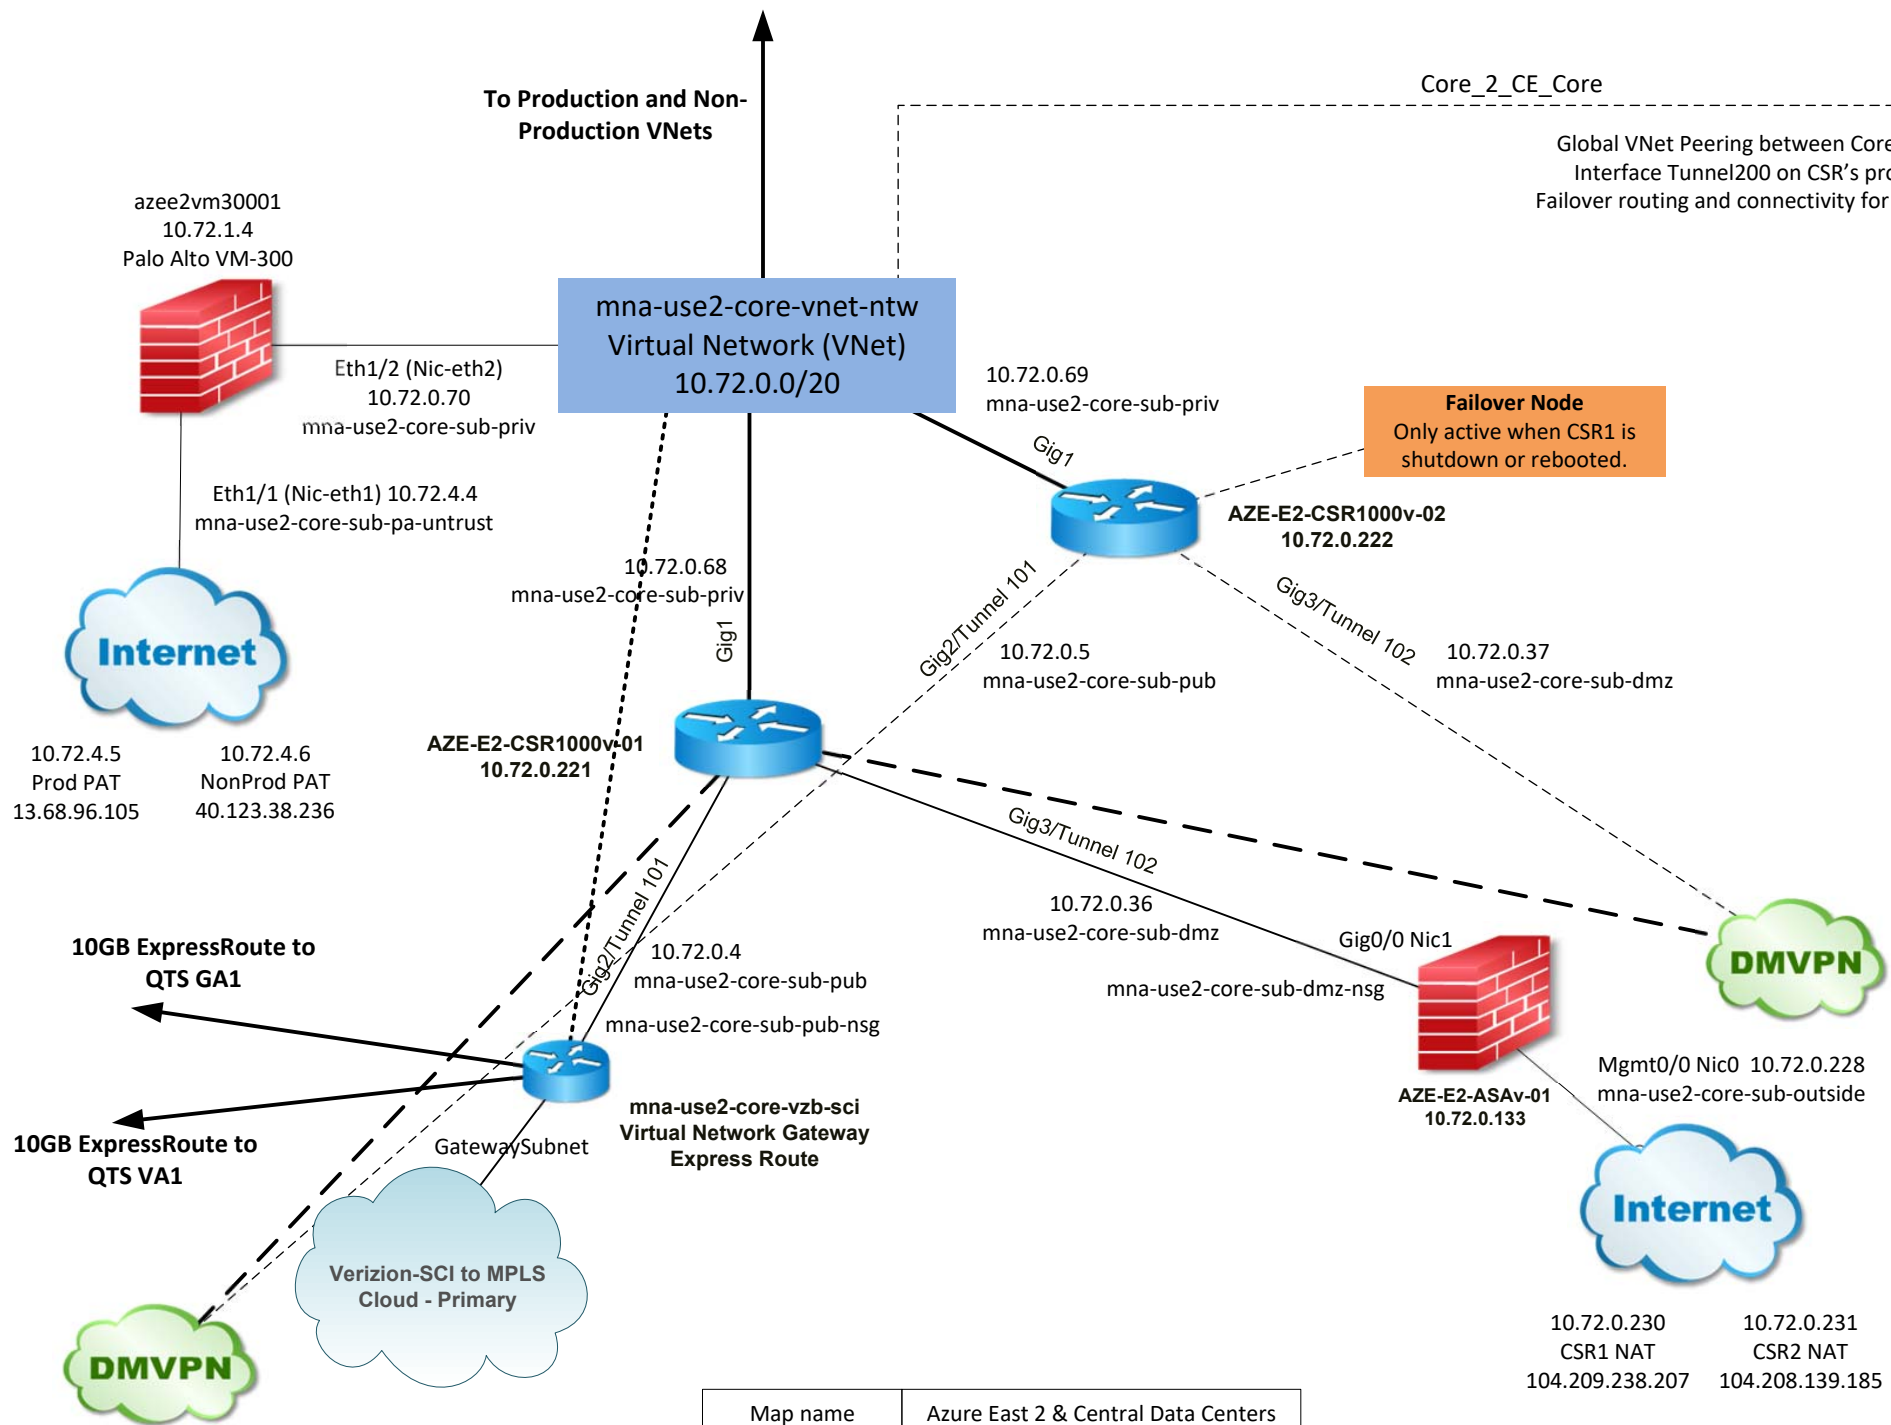 To Production and Non-
Production VNets
Core_2_CE_Core
Global VNet Peering between Core
Interface Tunnel200 on CSR's pro
Failover routing and connectivity for
azee2vm30001
10.72.1.4
Palo Alto VM-300
mna-use2-core-vnet-ntw
Virtual Network (VNet)
10.72.0.0/20
Eth1/2 (Nic-eth2)
10.72.0.70
mna-use2-core-sub-priv
10.72.0.69
mna-use2-core-sub-priv
Gig1
Failover Node
Only active when CSR1 is
shutdown or rebooted.
Eth1/1 (Nic-eth1) 10.72.4.4
mna-use2-core-sub-pa-untrust
AZE-E2-CSR1000v-02
10.72.0.222
10.72.0.68
mna-use2-core-sub-priv
Gig1
Gig2/Tunnel 101
10.72.0.5
mna-use2-core-sub-pub
Gig3/Tunnel 102
10.72.0.37
mna-use2-core-sub-dmz
Internet
10.72.4.5
Prod PAT
13.68.96.105
10.72.4.6
NonProd PAT
40.123.38.236
AZE-E2-CSR1000v-01
10.72.0.221
Gig3/Tunnel 102
10.72.0.36
mna-use2-core-sub-dmz
Gig2/Tunnel 101
10.72.0.4
mna-use2-core-sub-pub
mna-use2-core-sub-pub-nsg
Gig0/0 Nic1
mna-use2-core-sub-dmz-nsg
DMVPN
10GB ExpressRoute to
QTS GA1
10GB ExpressRoute to
QTS VA1
mna-use2-core-vzb-sci
Virtual Network Gateway
Express Route
GatewaySubnet
AZE-E2-ASAv-01
10.72.0.133
Mgmt0/0 Nic0 10.72.0.228
mna-use2-core-sub-outside
Internet
Verizion-SCI to MPLS
Cloud - Primary
DMVPN
10.72.0.230
CSR1 NAT
104.209.238.207
10.72.0.231
CSR2 NAT
104.208.139.185
Map name
Azure East 2 & Central Data Centers